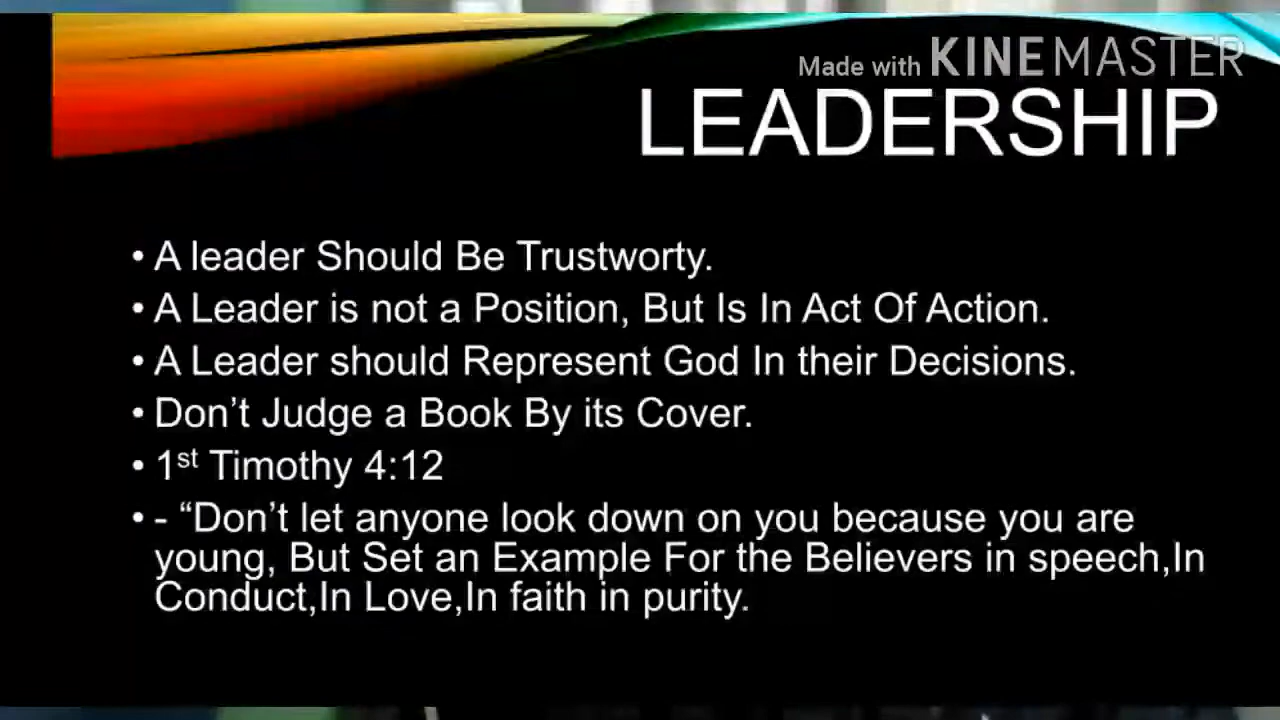 Made with KINEMASTER
LEADERSHIP
• A leader Should Be Trustworty.
• A Leader is not a Position, But Is In Act Of Action.
• A Leader should Represent God In their Decisions.
• Don’t Judge a Book By its Cover.
• 1st Timothy 4:12
• - “Don’t let anyone look down on you because you are
young, But Set an Example For the Believers in speech,In
Conduct,In Love,In faith in purity.